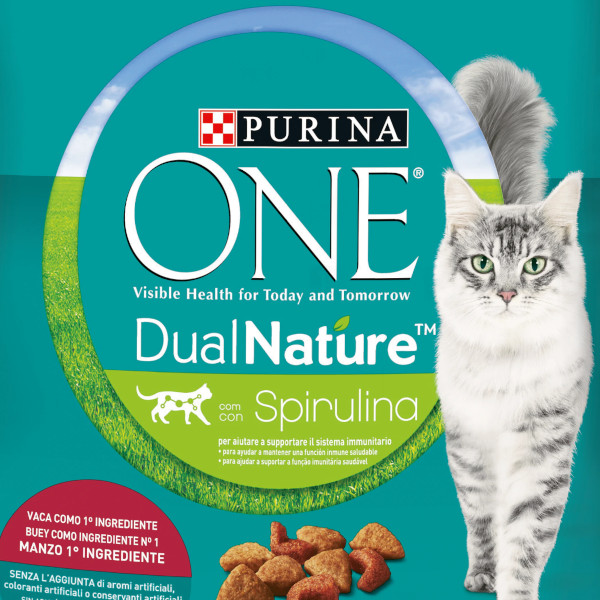 PURINA
ONE®
Visible Health for Today and Tomorrow
DualNature™
com
con Spirulina
per aiutare a supportare il sistema immunitario
• para ayudar a mantener una función inmune saludable
• para ajudar a suportar a função imunitária saudável
VACA COMO 1º INGREDIENTE
BUEY COMO INGREDIENTE Nº 1
MANZO 1° INGREDIENTE
SENZA L'AGGIUNTA di aromi artificiali,
coloranti artificiali o conservanti artificiali